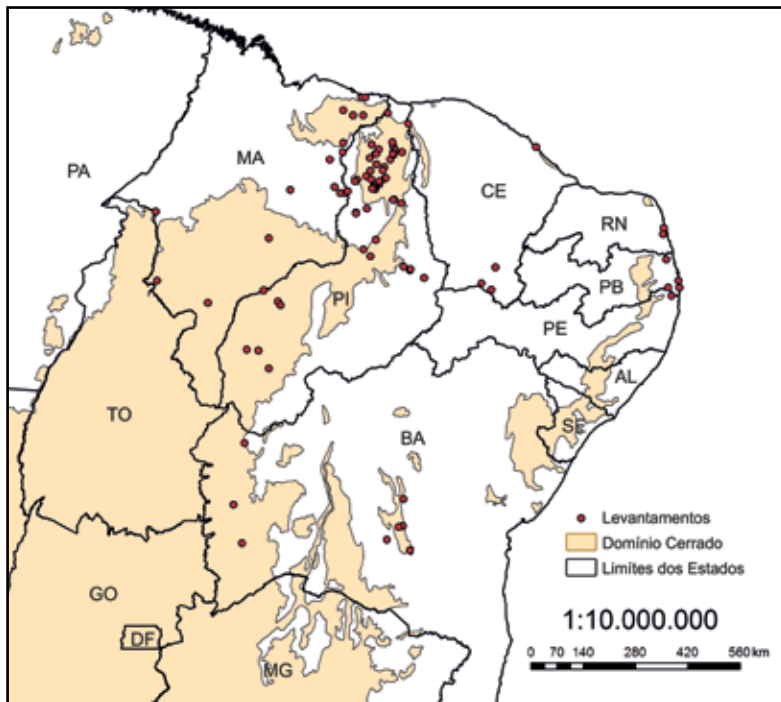 PA
MA
CE
RN
PB
PI
PE
AL
TO
SE
BA
Levantamentos
Domínio Cerrado
Limítes dos Estados
GO
1:10.000.000
DF
0 70 140 280 420 560 km
MG